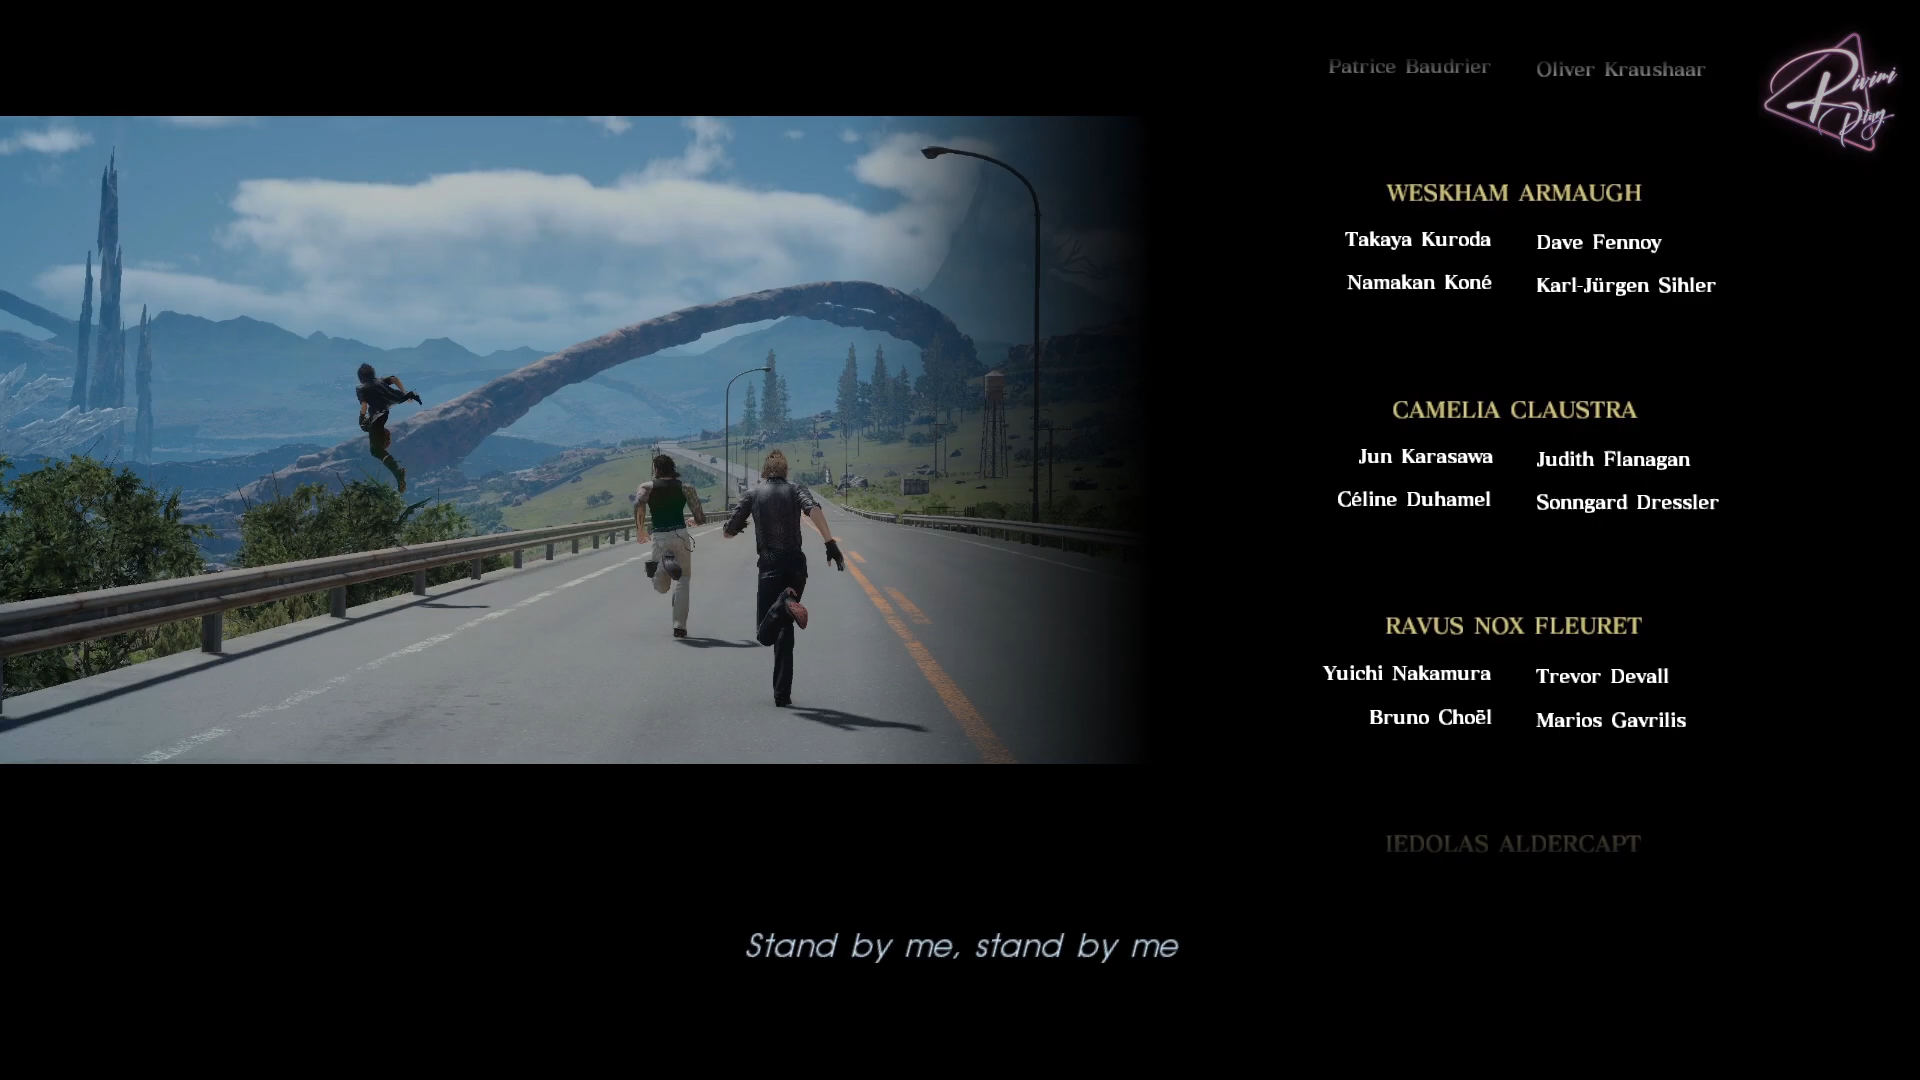 Patrice Baudrier Oliver Kraushaar
Rivimi
Play
WESKHAM ARMAUGH
Takaya Kuroda Dave Fennoy
Namakan Koné Karl-Jürgen Sihler
CAMELIA CLAUSTRA
Jun Karasawa Judith Flanagan
Céline Duhamel Sonngard Dressler
RAVUS NOX FLEURET
Yuichi Nakamura Trevor Devall
Bruno Choël Marios Gavrilis
IEDOLAS ALDERCAPT
Stand by me, stand by me